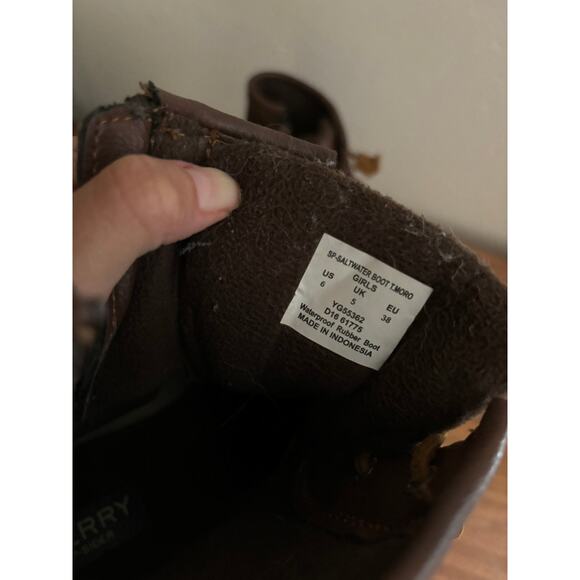 SP-SALTWATER BOOT T.MORO
GIRLS
US UK EU
6 5 38
YG55362
D16 61775
Waterproof Rubber Boot
MADE IN INDONESIA